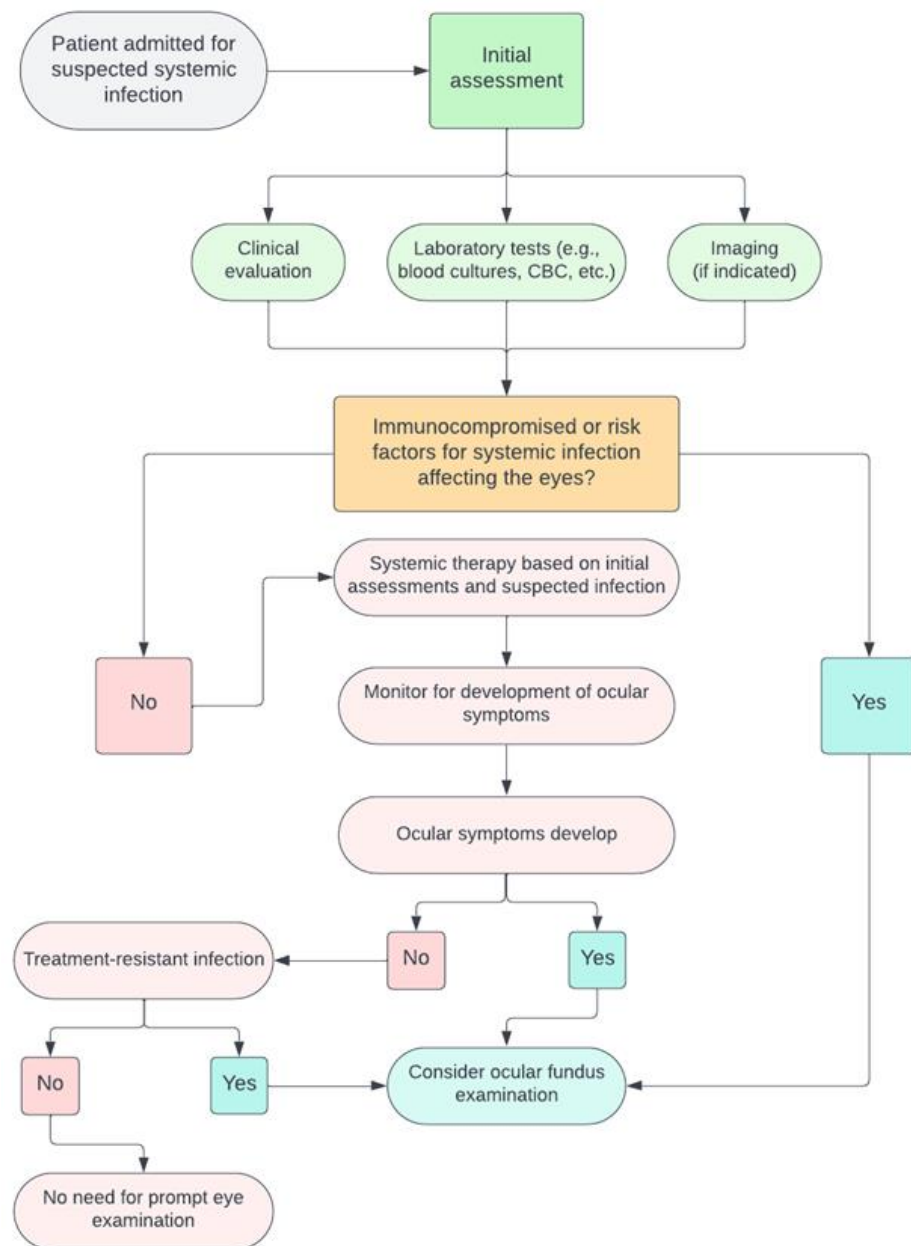 Patient admitted for
suspected systemic
infection
Initial
assessment
Clinical
evaluation
Laboratory tests (e.g.,
blood cultures, CBC, etc.)
Imaging
(if indicated)
Immunocompromised or risk
factors for systemic infection
affecting the eyes?
Systemic therapy based on initial
assessments and suspected infection
No
Monitor for development of ocular
symptoms
Yes
Ocular symptoms develop
Treatment-resistant infection
No
Yes
No
Yes
Consider ocular fundus
examination
No need for prompt eye
examination